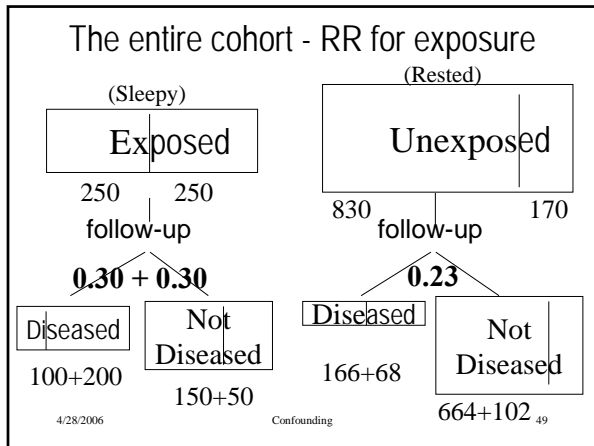 The entire cohort - RR for exposure
(Sleepy)
(Rested)
Exposed
Unexposed
250 250
830 170
follow-up
follow-up
0.30 + 0.30
0.23
Diseased
Not
Diseased
Diseased
Not
Diseased
100+200
150+50
166+68
664+102
4/28/2006
Confounding
49